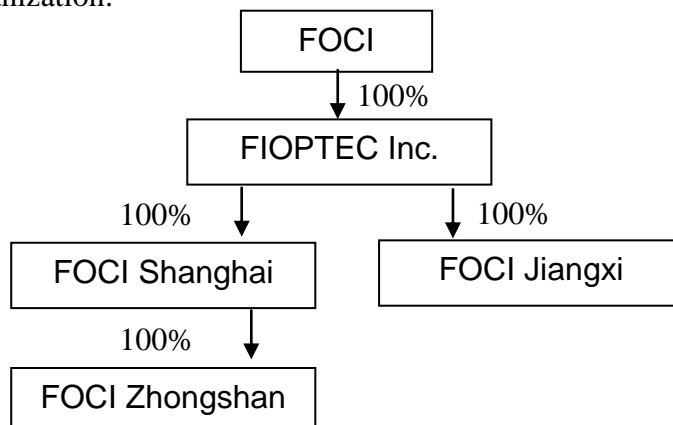 FOCI
100%
FIOPTEC Inc.
100%
100%
FOCI Shanghai
FOCI Jiangxi
100%
FOCI Zhongshan